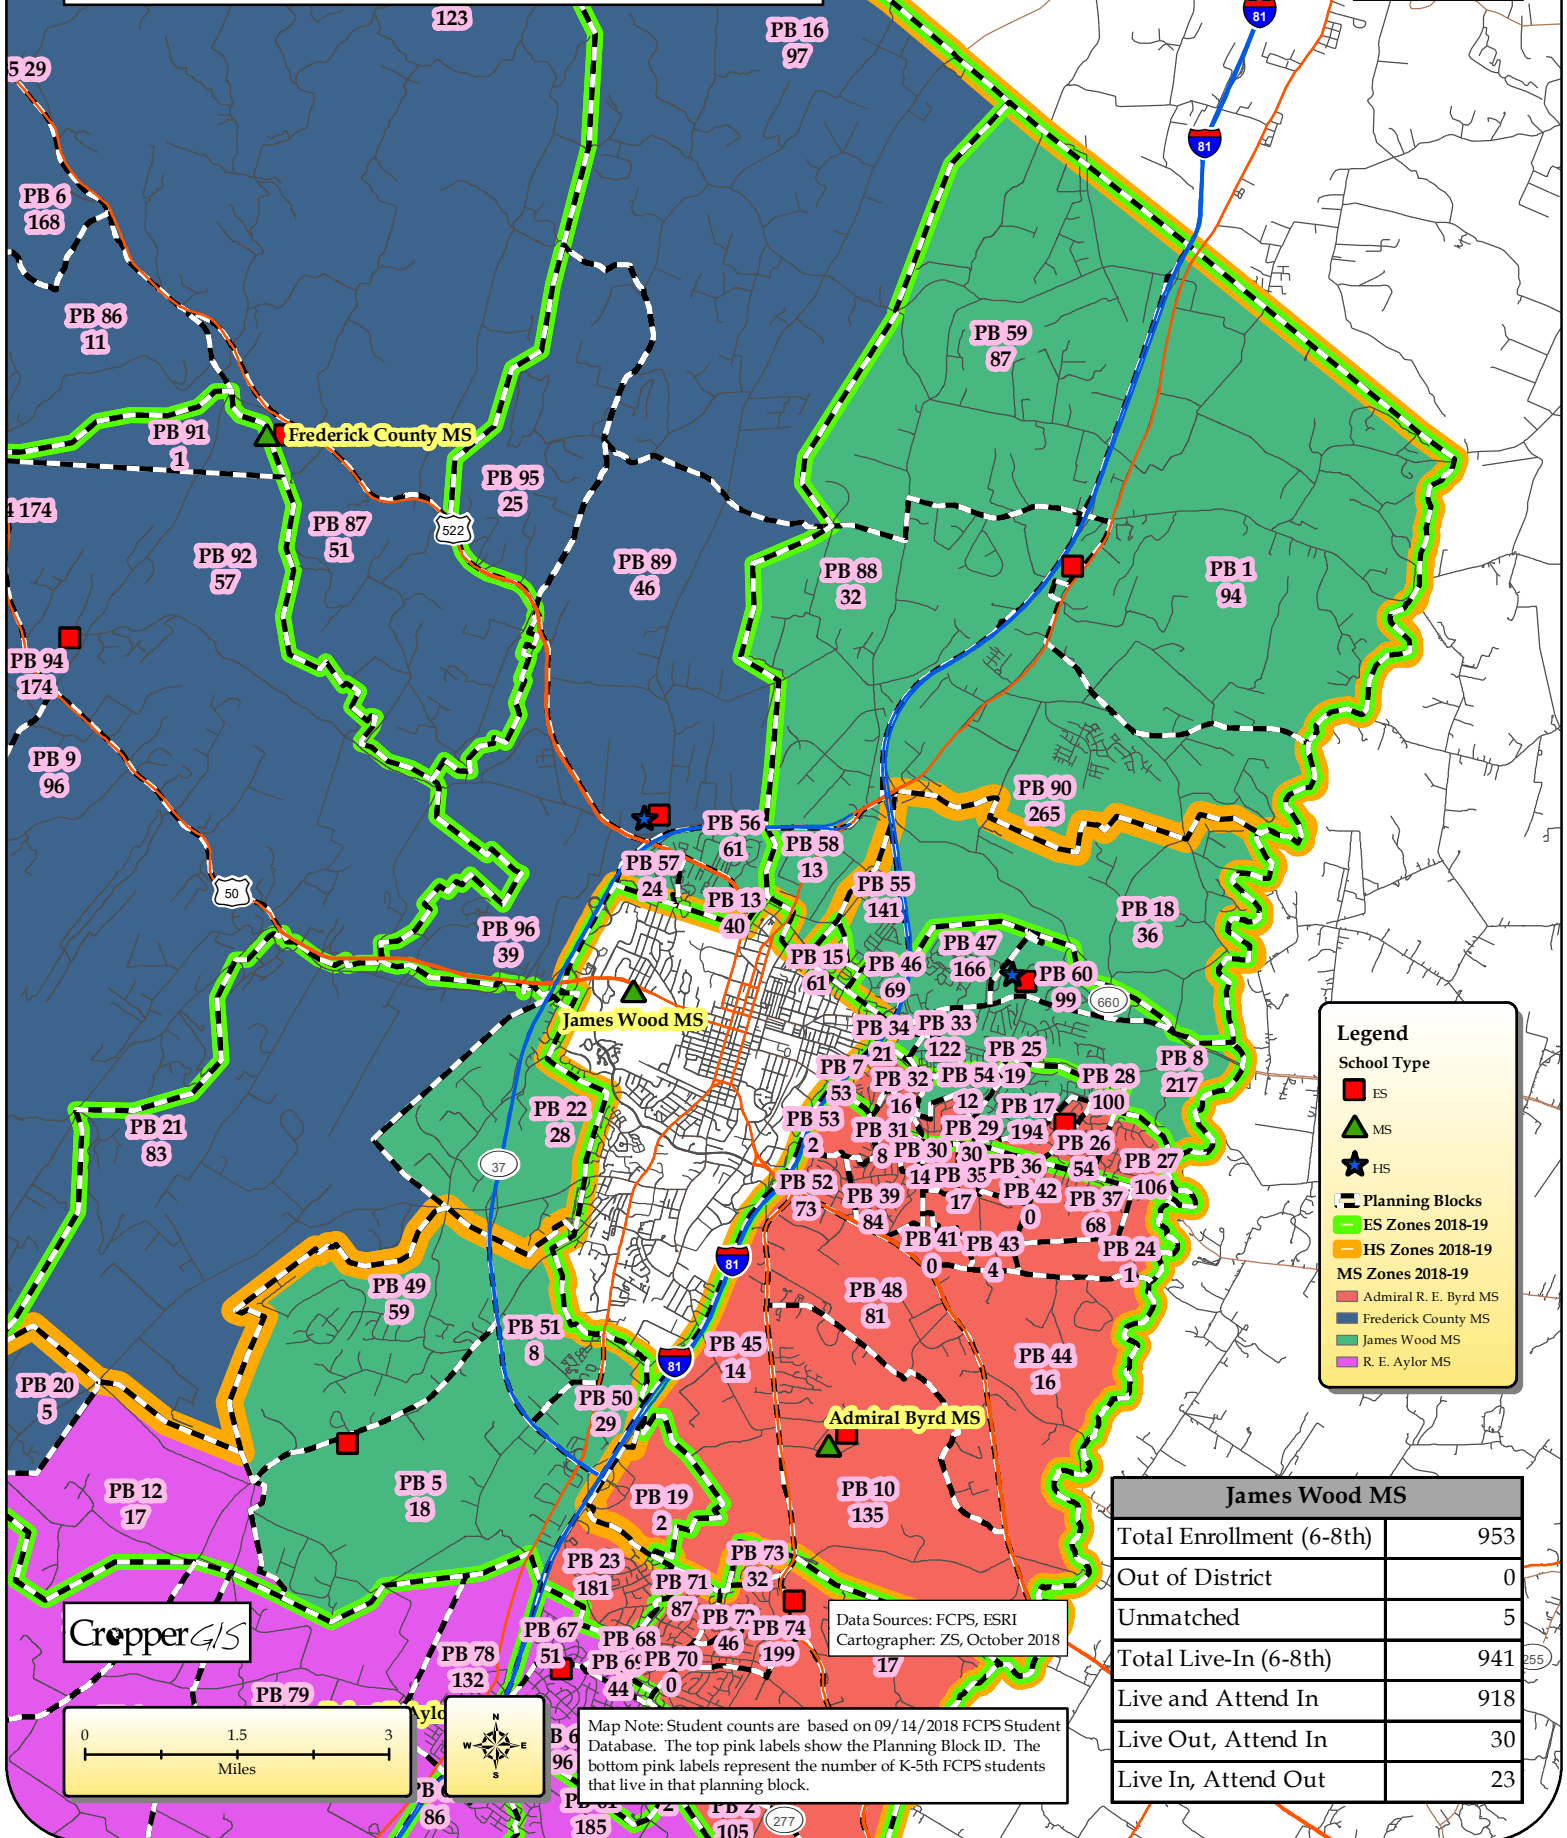 123
PB 16
97
81
5 29
81
PB 6
168
PB 86
11
PB 59
87
PB 91
1
Frederick County MS
PB 95
25
174
PB 87
51
522
PB 92
57
PB 89
46
PB 88
32
PB 1
94
PB 94
174
PB 9
96
PB 90
265
PB 56
61
PB 58
13
PB 57
24
50
PB 13
40
PB 55
141
PB 18
36
PB 96
39
PB 47
166
PB 15
61
PB 46
69
PB 60
99
660
James Wood MS
PB 34
21
PB 33
122
PB 25
19
PB 8
217
PB 7
53
PB 32
16
PB 54
12
PB 28
100
PB 22
28
PB 53
2
PB 17
194
PB 21
83
PB 31
8
PB 29
30
PB 30
14
PB 26
54
37
PB 35
17
PB 36
PB 27
106
PB 52
73
PB 39
84
PB 42
0
PB 37
68
PB 41
0
PB 43
4
PB 24
1
81
PB 49
59
PB 48
81
PB 51
8
PB 45
14
81
PB 44
16
PB 20
5
PB 50
29
Admiral Byrd MS
PB 12
17
PB 5
18
PB 19
2
PB 10
135
PB 23
181
PB 73
32
PB 71
87
PB 72
46
PB 74
199
PB 67
51
PB 68
PB 69
44
PB 70
0
17
PB 78
132
PB 79
Aylo
96
86
185
2
PB 2
105
277
255
Legend
School Type
ES
MS
HS
Planning Blocks
ES Zones 2018-19
HS Zones 2018-19
MS Zones 2018-19
Admiral R. E. Byrd MS
Frederick County MS
James Wood MS
R. E. Aylor MS
James Wood MS
Total Enrollment (6-8th) 953
Out of District 0
Unmatched 5
Total Live-In (6-8th) 941
Live and Attend In 918
Live Out, Attend In 30
Live In, Attend Out 23
Data Sources: FCPS, ESRI
Cartographer: ZS, October 2018
Cropper GIS
0 1.5 3
Miles
N
W E
S
Map Note: Student counts are based on 09/14/2018 FCPS Student
Database. The top pink labels show the Planning Block ID. The
bottom pink labels represent the number of K-5th FCPS students
that live in that planning block.